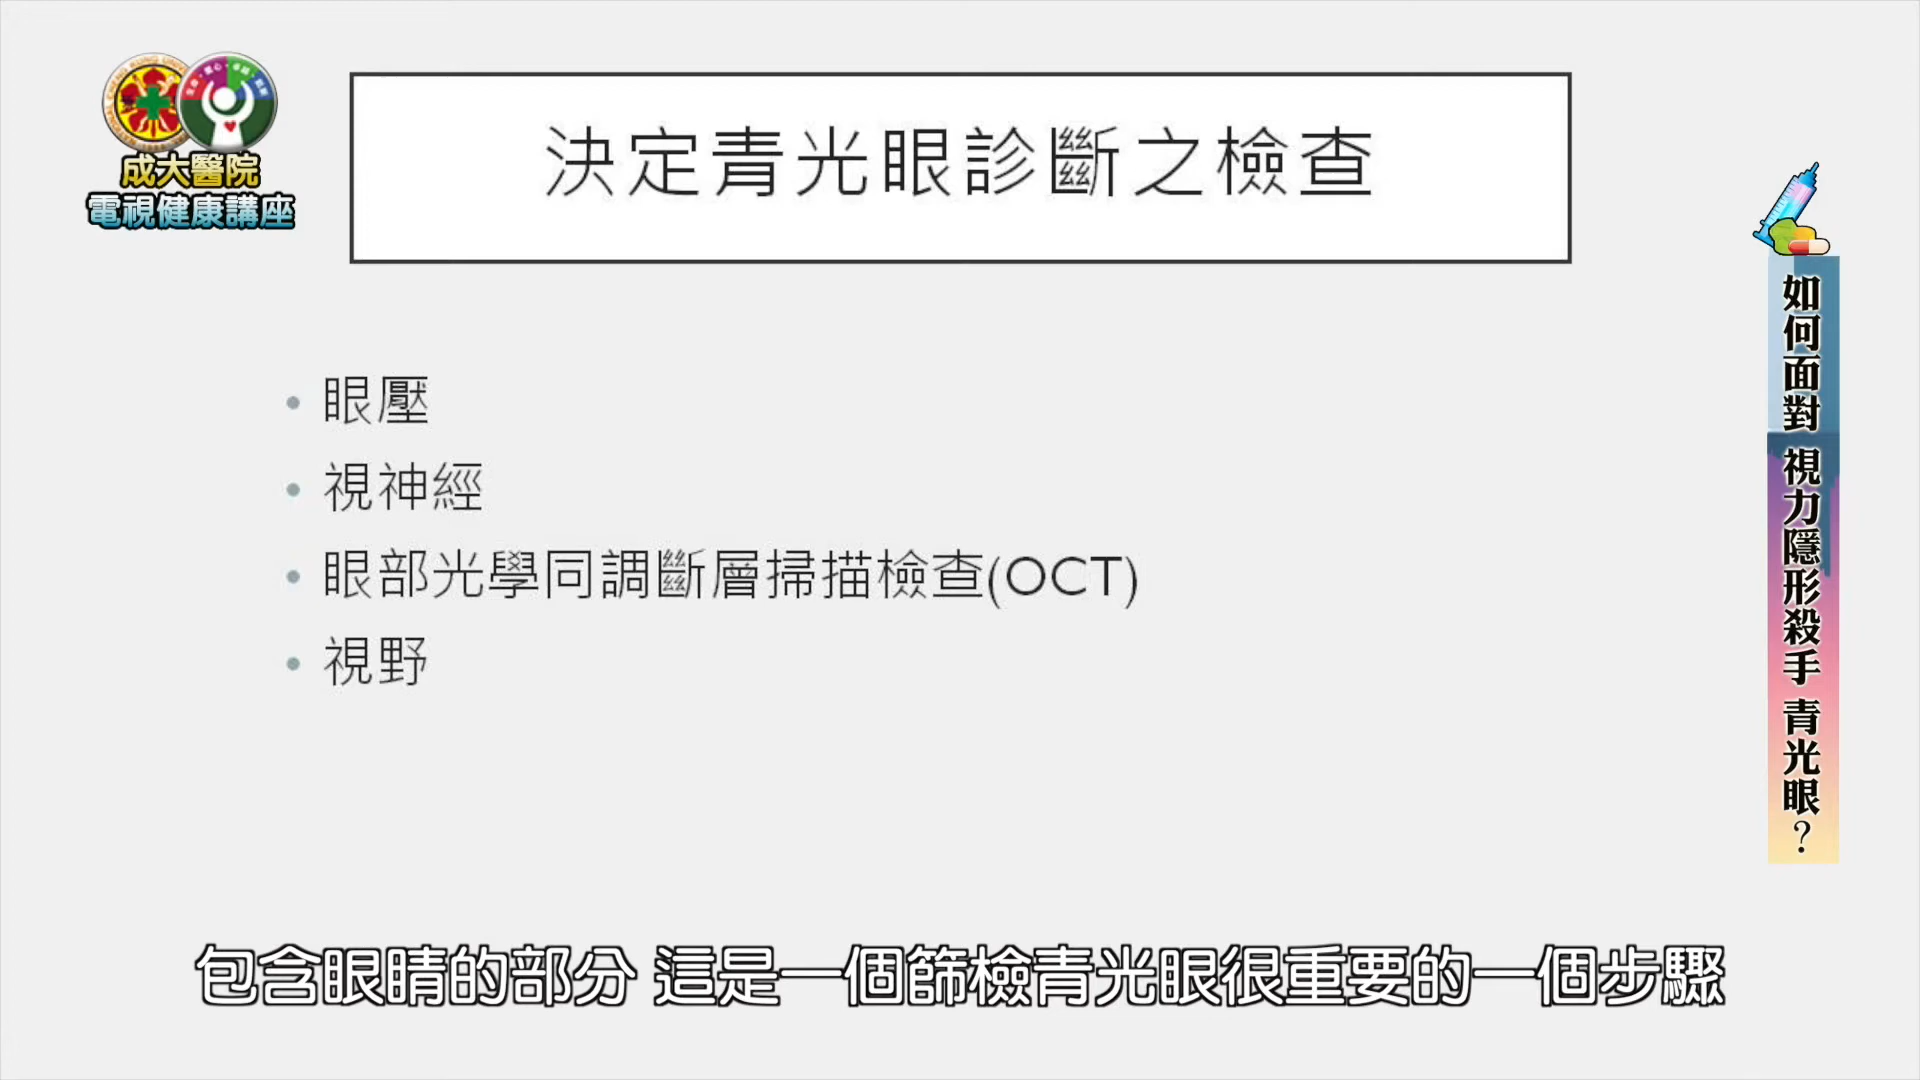 成大醫院
電視健康講座
決定青光眼診斷之檢查
• 眼壓
• 視神經
• 眼部光學同調斷層掃描檢查(OCT)
• 視野
如何面對 視力隱形殺手 青光眼?
包含眼睛的部分 這是一個篩檢青光眼很重要的一個步驟